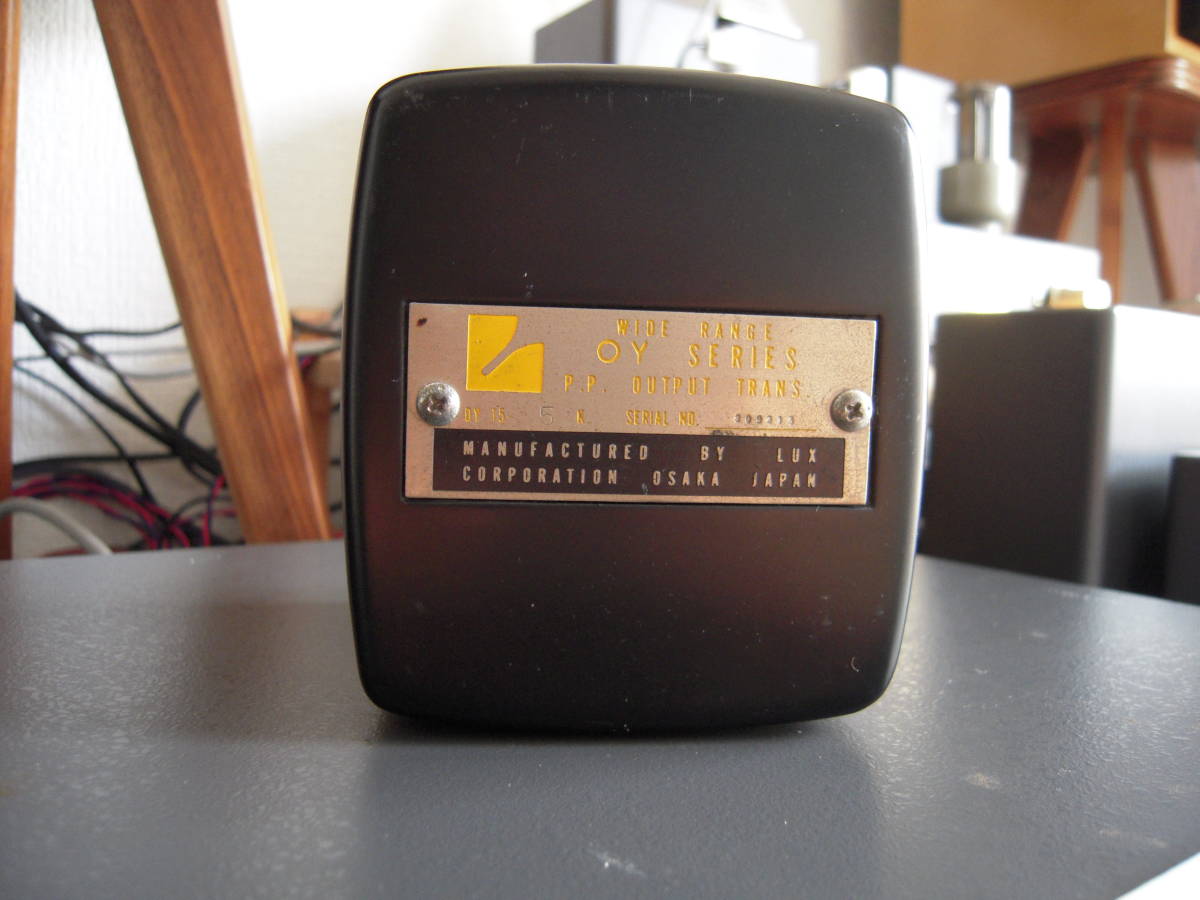 WIDE RANGE
OY SERIES
P.P. OUTPUT TRANS
OY 15 5 K. SERIAL NO.
MANUFACTURED BY LUX
CORPORATION OSAKA JAPAN